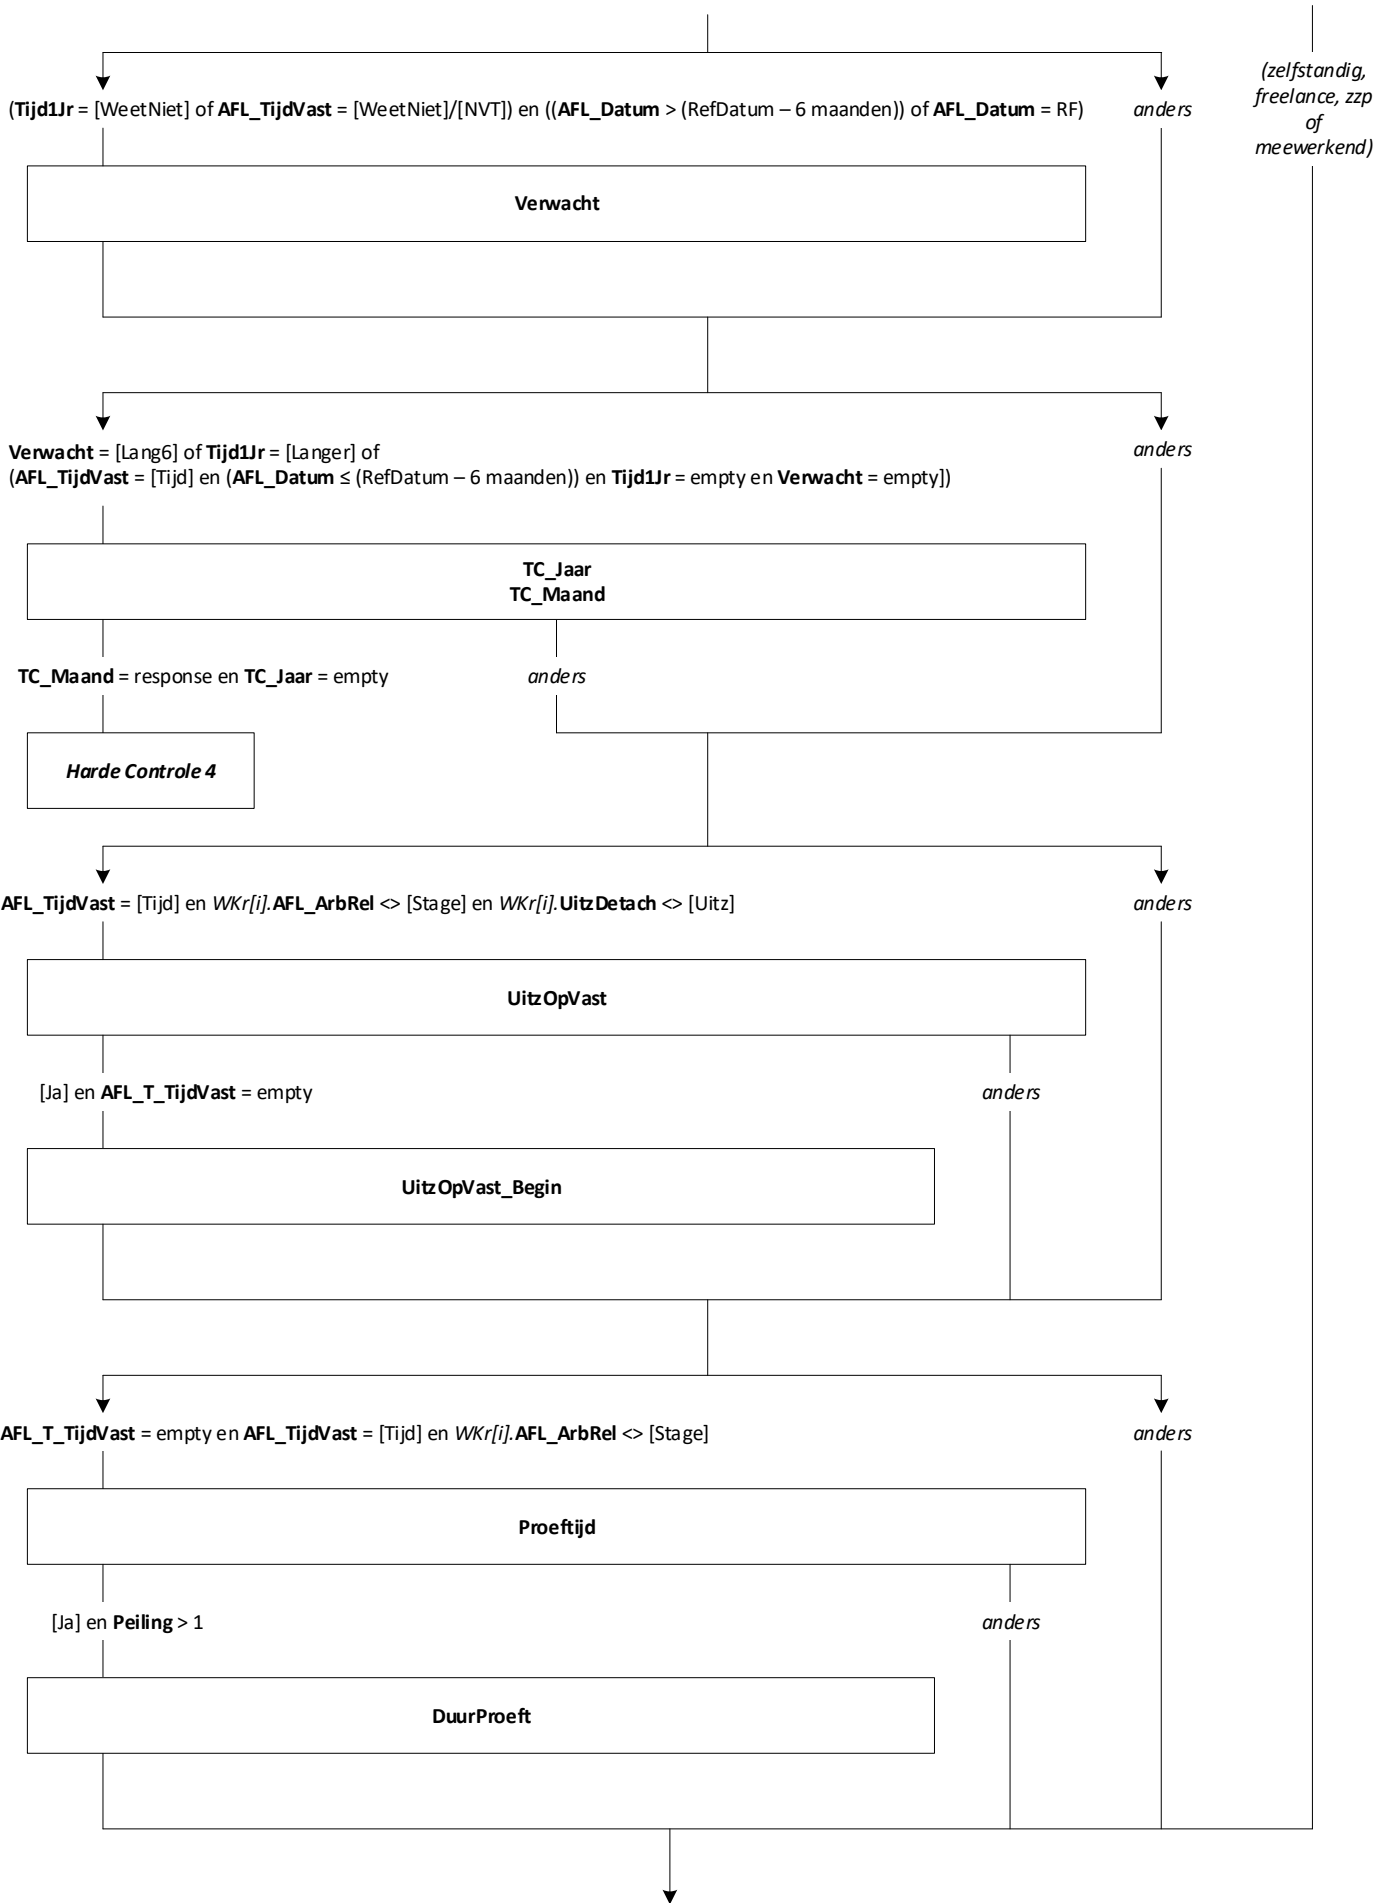 (zelfstandig,
freelance, zzp
of
meewerkend)
(Tijd1Jr = [WeetNiet] of AFL_TijdVast = [WeetNiet]/[NVT]) en ((AFL_Datum > (RefDatum – 6 maanden)) of AFL_Datum = RF)
anders
Verwacht
Verwacht = [Lang6] of Tijd1Jr = [Langer] of
(AFL_TijdVast = [Tijd] en (AFL_Datum ≤ (RefDatum – 6 maanden)) en Tijd1Jr = empty en Verwacht = empty])
anders
TC_Jaar
TC_Maand
TC_Maand = response en TC_Jaar = empty
anders
Harde Controle 4
AFL_TijdVast = [Tijd] en WKr[i].AFL_ArbRel <> [Stage] en WKr[i].UitzDetach <> [Uitz]
anders
UitzOpVast
[Ja] en AFL_T_TijdVast = empty
anders
UitzOpVast_Begin
AFL_T_TijdVast = empty en AFL_TijdVast = [Tijd] en WKr[i].AFL_ArbRel <> [Stage]
anders
Proeftijd
[Ja] en Peiling > 1
anders
DuurProeft